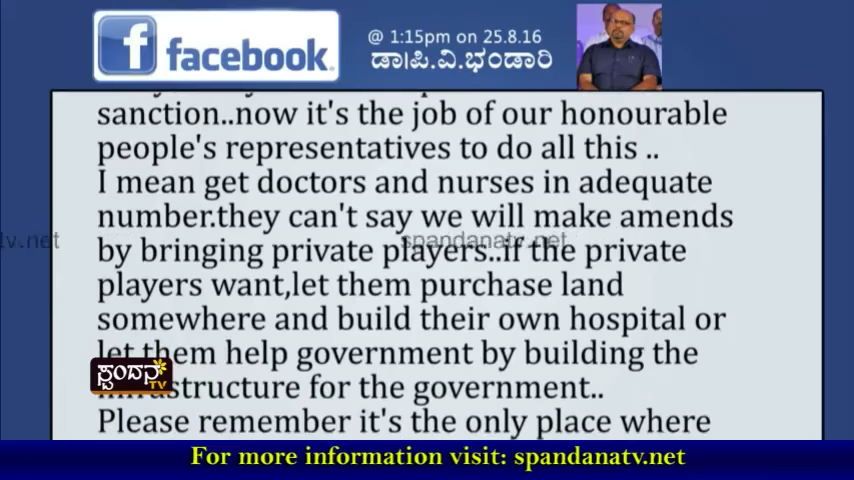 facebook.
@ 1:15pm on 25.8.16
ಡಾ|ಪಿ.ವಿ.ಭಂಡಾರಿ
sanction..now it's the job of our honourable
people's representatives to do all this ..
I mean get doctors and nurses in adequate
number.they can't say we will make amends
tv.net
spandanatv.net
by bringing private players..if the private
players want,let them purchase land
somewhere and build their own hospital or
let them help government by building the
ಸ್ಪಂದನ TV
infrastructure for the government..
Please remember it's the only place where
For more information visit: spandanatv.net